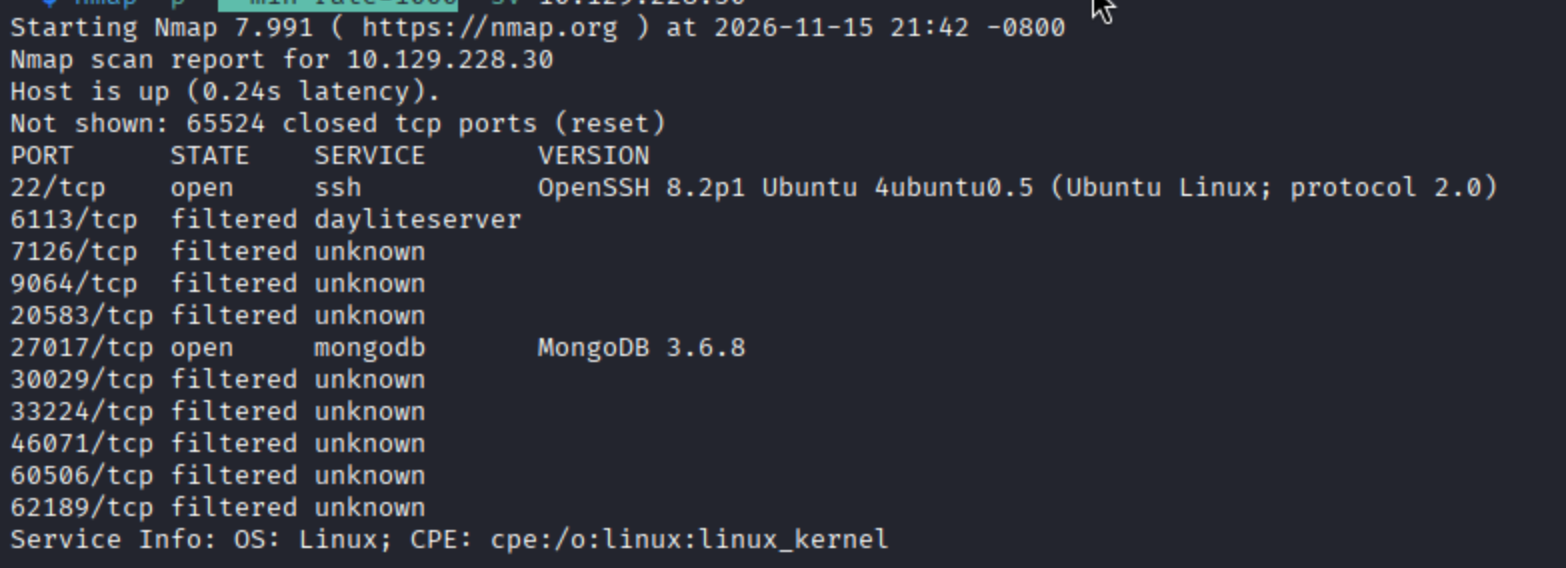 Starting Nmap 7.991 ( https://nmap.org ) at 2026-11-15 21:42 -0800
Nmap scan report for 10.129.228.30
Host is up (0.24s latency).
Not shown: 65524 closed tcp ports (reset)
PORT      STATE    SERVICE       VERSION
22/tcp    open     ssh           OpenSSH 8.2p1 Ubuntu 4ubuntu0.5 (Ubuntu Linux; protocol 2.0)
6113/tcp  filtered dayliteserver
7126/tcp  filtered unknown
9064/tcp  filtered unknown
20583/tcp filtered unknown
27017/tcp open     mongodb       MongoDB 3.6.8
30029/tcp filtered unknown
33224/tcp filtered unknown
46071/tcp filtered unknown
60506/tcp filtered unknown
62189/tcp filtered unknown
Service Info: OS: Linux; CPE: cpe:/o:linux:linux_kernel